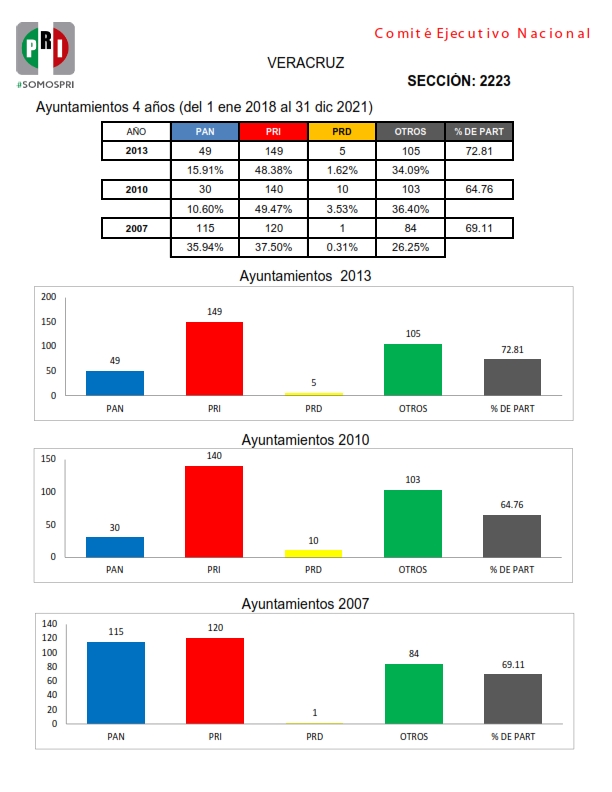 Comité Ejecutivo Nacional
PRI
#SOMOSPRI
VERACRUZ
SECCIÓN: 2223
Ayuntamientos 4 años (del 1 ene 2018 al 31 dic 2021)
AÑO PAN PRI PRD OTROS % DE PART
2013 49 149 5 105 72.81
15.91% 48.38% 1.62% 34.09%
2010 30 140 10 103 64.76
10.60% 49.47% 3.53% 36.40%
2007 115 120 1 84 69.11
35.94% 37.50% 0.31% 26.25%
Ayuntamientos 2013
200
150
100
50
0
49 149 5 105 72.81
PAN PRI PRD OTROS % DE PART
Ayuntamientos 2010
150
100
50
0
30 140 10 103 64.76
PAN PRI PRD OTROS % DE PART
Ayuntamientos 2007
140
120
100
80
60
40
20
0
115 120 1 84 69.11
PAN PRI PRD OTROS % DE PART